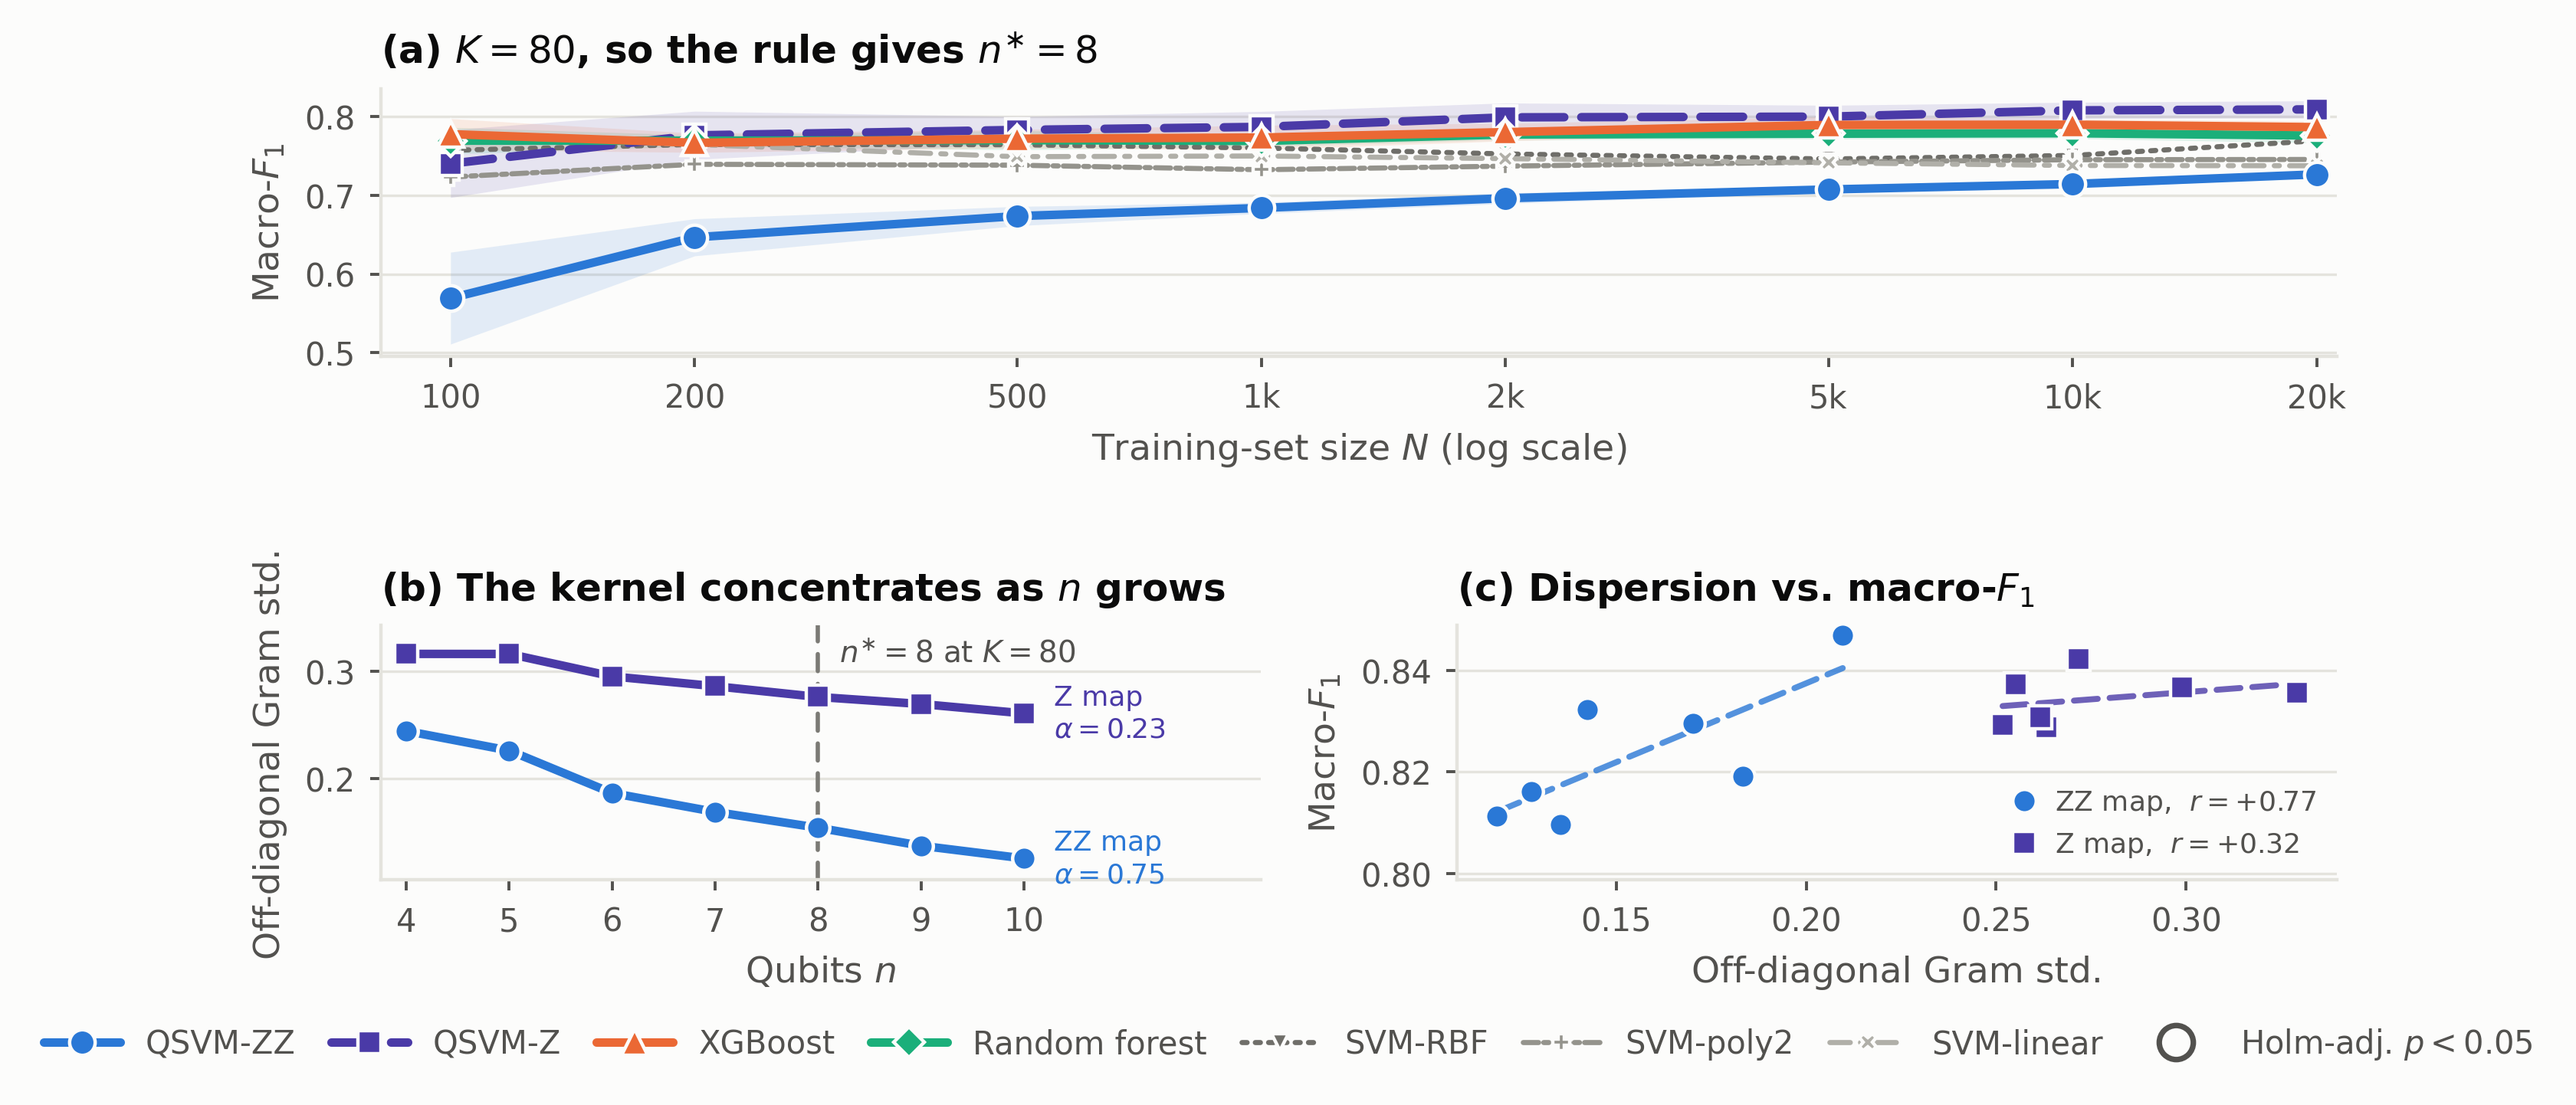 (a) K = 80, so the rule gives n* = 8
Macro-F₁
0.8
0.7
0.6
0.5
100 200 500 1k 2k 5k 10k 20k
Training-set size N (log scale)
(b) The kernel concentrates as n grows
Off-diagonal Gram std.
0.3
0.2
n* = 8 at K = 80
Z map
α = 0.23
ZZ map
α = 0.75
4 5 6 7 8 9 10
Qubits n
(c) Dispersion vs. macro-F₁
Macro-F₁
0.84
0.82
0.80
ZZ map, r = +0.77
Z map, r = +0.32
0.15 0.20 0.25 0.30
Off-diagonal Gram std.
QSVM-ZZ QSVM-Z XGBoost Random forest SVM-RBF SVM-poly2 SVM-linear Holm-adj. p < 0.05